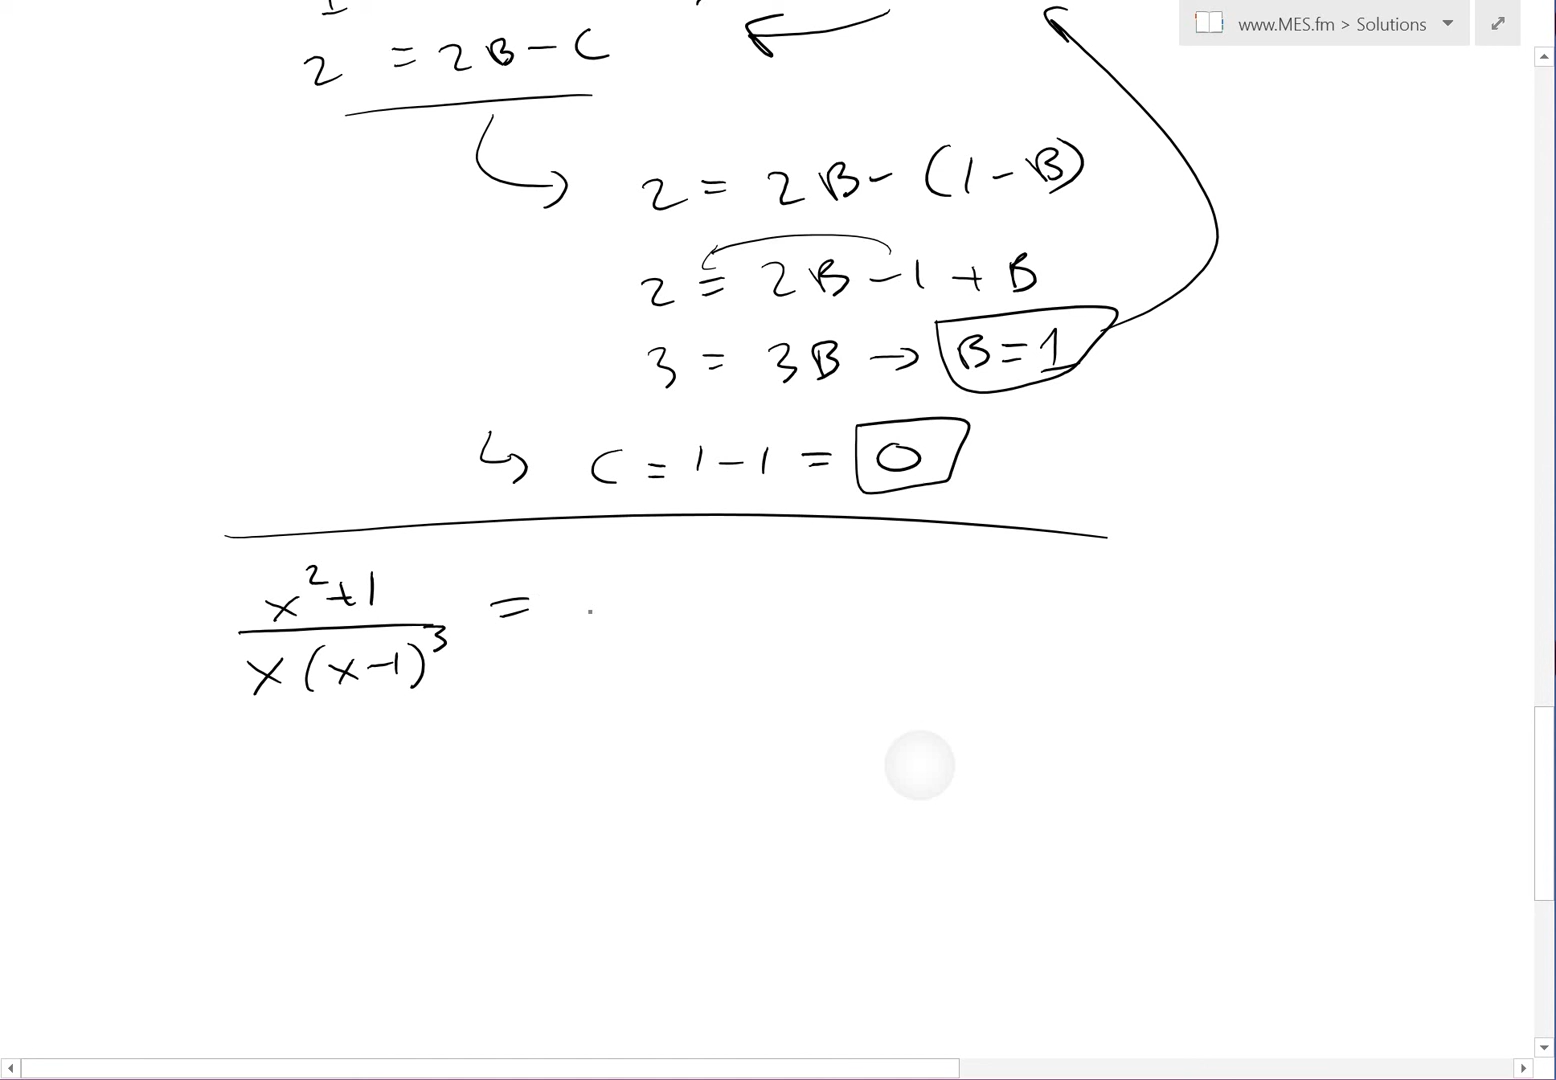 www.MES.fm > Solutions
2 = 2B - C
2 = 2B - (1 - B)
2 = 2B - 1 + B
3 = 3B → B = 1
C = 1 - 1 = 0
x² + 1
=
x (x - 1)³